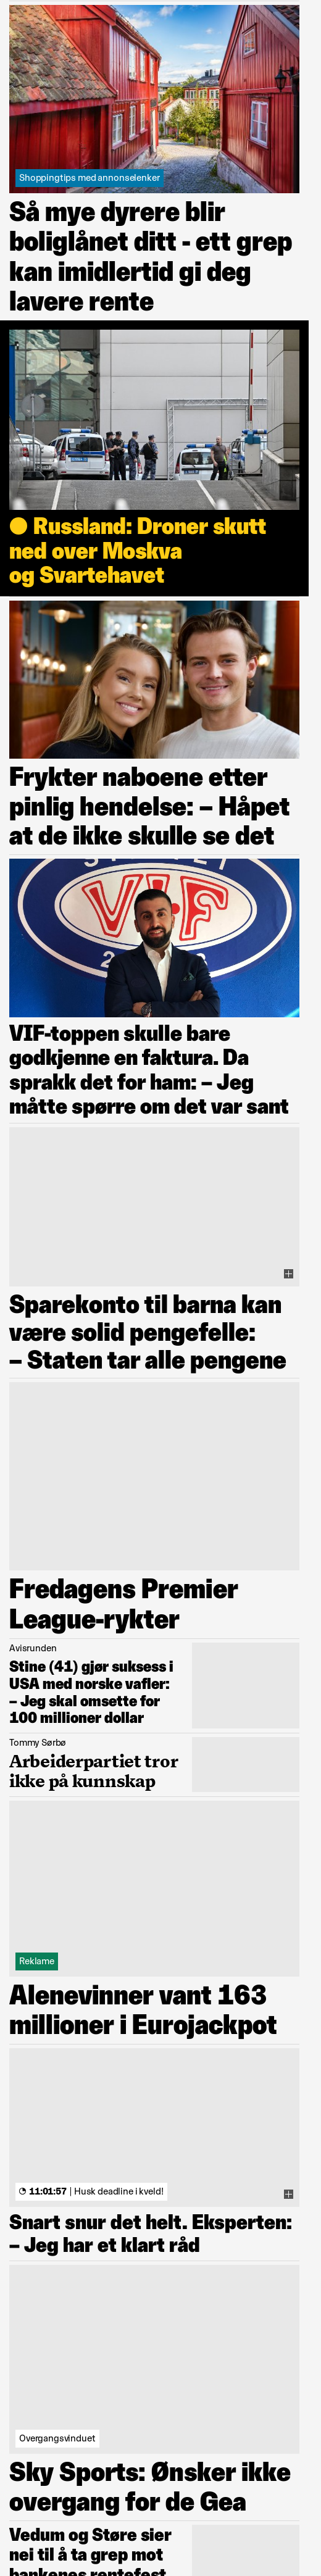 Shoppingtips med annonselenker
Så mye dyrere blir
boliglånet ditt - ett grep
kan imidlertid gi deg
lavere rente
Russland: Droner skutt
ned over Moskva
og Svartehavet
Frykter naboene etter
pinlig hendelse: – Håpet
at de ikke skulle se det
VIF
VIF-toppen skulle bare
godkjenne en faktura. Da
sprakk det for ham: – Jeg
måtte spørre om det var sant
Sparekonto til barna kan
være solid pengefelle:
– Staten tar alle pengene
Fredagens Premier
League-rykter
Avisrunden
Stine (41) gjør suksess i
USA med norske vafler:
– Jeg skal omsette for
100 millioner dollar
Tommy Sørbø
Arbeiderpartiet tror
ikke på kunnskap
Reklame
Alenevinner vant 163
millioner i Eurojackpot
11:01:57 | Husk deadline i kveld!
Snart snur det helt. Eksperten:
– Jeg har et klart råd
Overgangsvinduet
Sky Sports: Ønsker ikke
overgang for de Gea
Vedum og Støre sier
nei til å ta grep mot
bankenes rentefest